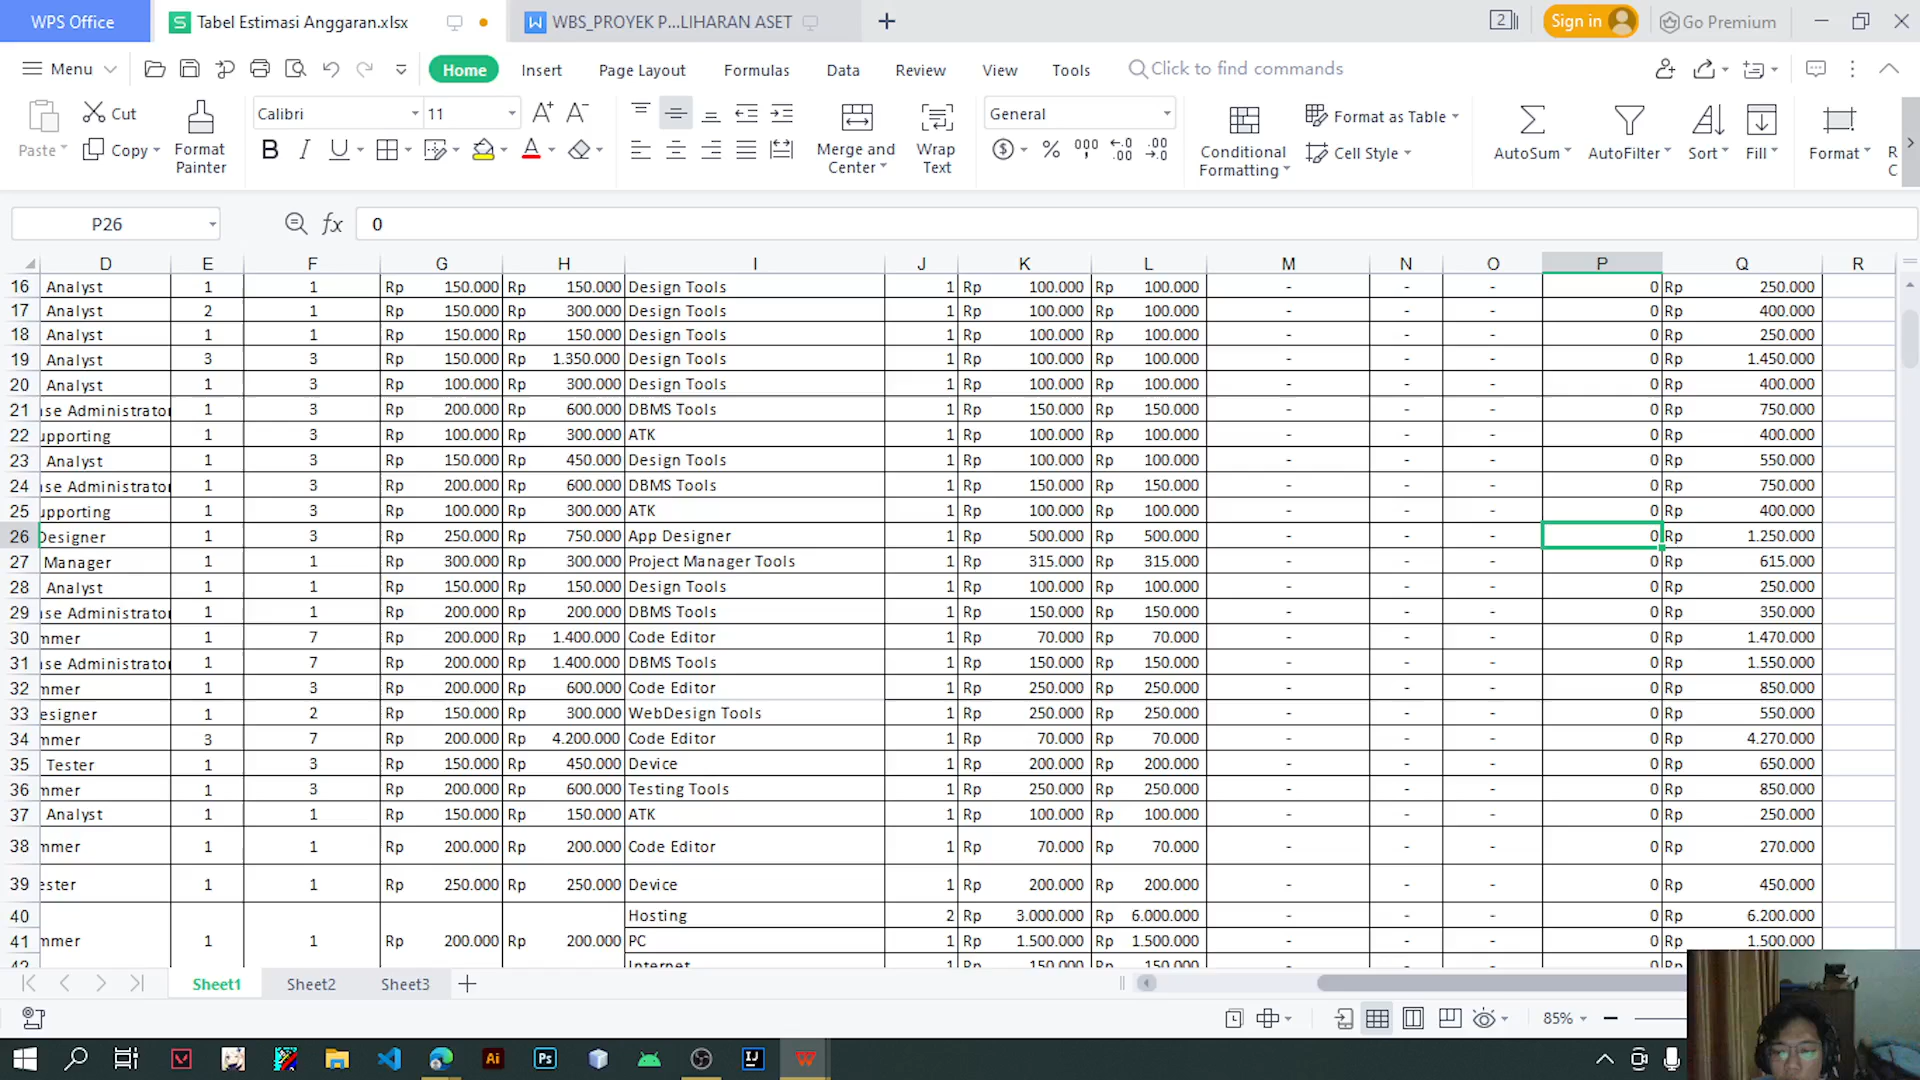 WPS Office
Tabel Estimasi Anggaran.xlsx
WBS_PROYEK P...LIHARAN ASET
2
Sign in
Go Premium
Menu
Home
Insert
Page Layout
Formulas
Data
Review
View
Tools
Click to find commands
Paste
Cut
Copy
Format Painter
Calibri
11
Merge and Center
Wrap Text
General
Conditional Formatting
Format as Table
Cell Style
AutoSum
AutoFilter
Sort
Fill
Format
R
C
P26
fx
0
D E F G H I J K L M N O P Q R
16 Analyst 1 1 Rp 150.000 Rp 150.000 Design Tools 1 Rp 100.000 Rp 100.000 - - - 0 Rp 250.000
17 Analyst 2 1 Rp 150.000 Rp 300.000 Design Tools 1 Rp 100.000 Rp 100.000 - - - 0 Rp 400.000
18 Analyst 1 1 Rp 150.000 Rp 150.000 Design Tools 1 Rp 100.000 Rp 100.000 - - - 0 Rp 250.000
19 Analyst 3 3 Rp 150.000 Rp 1.350.000 Design Tools 1 Rp 100.000 Rp 100.000 - - - 0 Rp 1.450.000
20 Analyst 1 3 Rp 100.000 Rp 300.000 Design Tools 1 Rp 100.000 Rp 100.000 - - - 0 Rp 400.000
21 ase Administrator 1 3 Rp 200.000 Rp 600.000 DBMS Tools 1 Rp 150.000 Rp 150.000 - - - 0 Rp 750.000
22 upporting 1 3 Rp 100.000 Rp 300.000 ATK 1 Rp 100.000 Rp 100.000 - - - 0 Rp 400.000
23 Analyst 1 3 Rp 150.000 Rp 450.000 Design Tools 1 Rp 100.000 Rp 100.000 - - - 0 Rp 550.000
24 ase Administrator 1 3 Rp 200.000 Rp 600.000 DBMS Tools 1 Rp 150.000 Rp 150.000 - - - 0 Rp 750.000
25 upporting 1 3 Rp 100.000 Rp 300.000 ATK 1 Rp 100.000 Rp 100.000 - - - 0 Rp 400.000
26 Designer 1 3 Rp 250.000 Rp 750.000 App Designer 1 Rp 500.000 Rp 500.000 - - - 0 Rp 1.250.000
27 Manager 1 1 Rp 300.000 Rp 300.000 Project Manager Tools 1 Rp 315.000 Rp 315.000 - - - 0 Rp 615.000
28 Analyst 1 1 Rp 150.000 Rp 150.000 Design Tools 1 Rp 100.000 Rp 100.000 - - - 0 Rp 250.000
29 ase Administrator 1 1 Rp 200.000 Rp 200.000 DBMS Tools 1 Rp 150.000 Rp 150.000 - - - 0 Rp 350.000
30 mmer 1 7 Rp 200.000 Rp 1.400.000 Code Editor 1 Rp 70.000 Rp 70.000 - - - 0 Rp 1.470.000
31 ase Administrator 1 7 Rp 200.000 Rp 1.400.000 DBMS Tools 1 Rp 150.000 Rp 150.000 - - - 0 Rp 1.550.000
32 mmer 1 3 Rp 200.000 Rp 600.000 Code Editor 1 Rp 250.000 Rp 250.000 - - - 0 Rp 850.000
33 esigner 1 2 Rp 150.000 Rp 300.000 WebDesign Tools 1 Rp 250.000 Rp 250.000 - - - 0 Rp 550.000
34 mmer 3 7 Rp 200.000 Rp 4.200.000 Code Editor 1 Rp 70.000 Rp 70.000 - - - 0 Rp 4.270.000
35 Tester 1 3 Rp 150.000 Rp 450.000 Device 1 Rp 200.000 Rp 200.000 - - - 0 Rp 650.000
36 mmer 1 3 Rp 200.000 Rp 600.000 Testing Tools 1 Rp 250.000 Rp 250.000 - - - 0 Rp 850.000
37 Analyst 1 1 Rp 150.000 Rp 150.000 ATK 1 Rp 100.000 Rp 100.000 - - - 0 Rp 250.000
38 mmer 1 1 Rp 200.000 Rp 200.000 Code Editor 1 Rp 70.000 Rp 70.000 - - - 0 Rp 270.000
39 ester 1 1 Rp 250.000 Rp 250.000 Device 1 Rp 200.000 Rp 200.000 - - - 0 Rp 450.000
40 Hosting 2 Rp 3.000.000 Rp 6.000.000 - - - 0 Rp 6.200.000
41 mmer 1 1 Rp 200.000 Rp 200.000 PC 1 Rp 1.500.000 Rp 1.500.000 - - - 0 Rp 1.500.000
42 Internet 1 Rp 150.000 Rp 150.000 - - - 0 Rp
Sheet1
Sheet2
Sheet3
85%